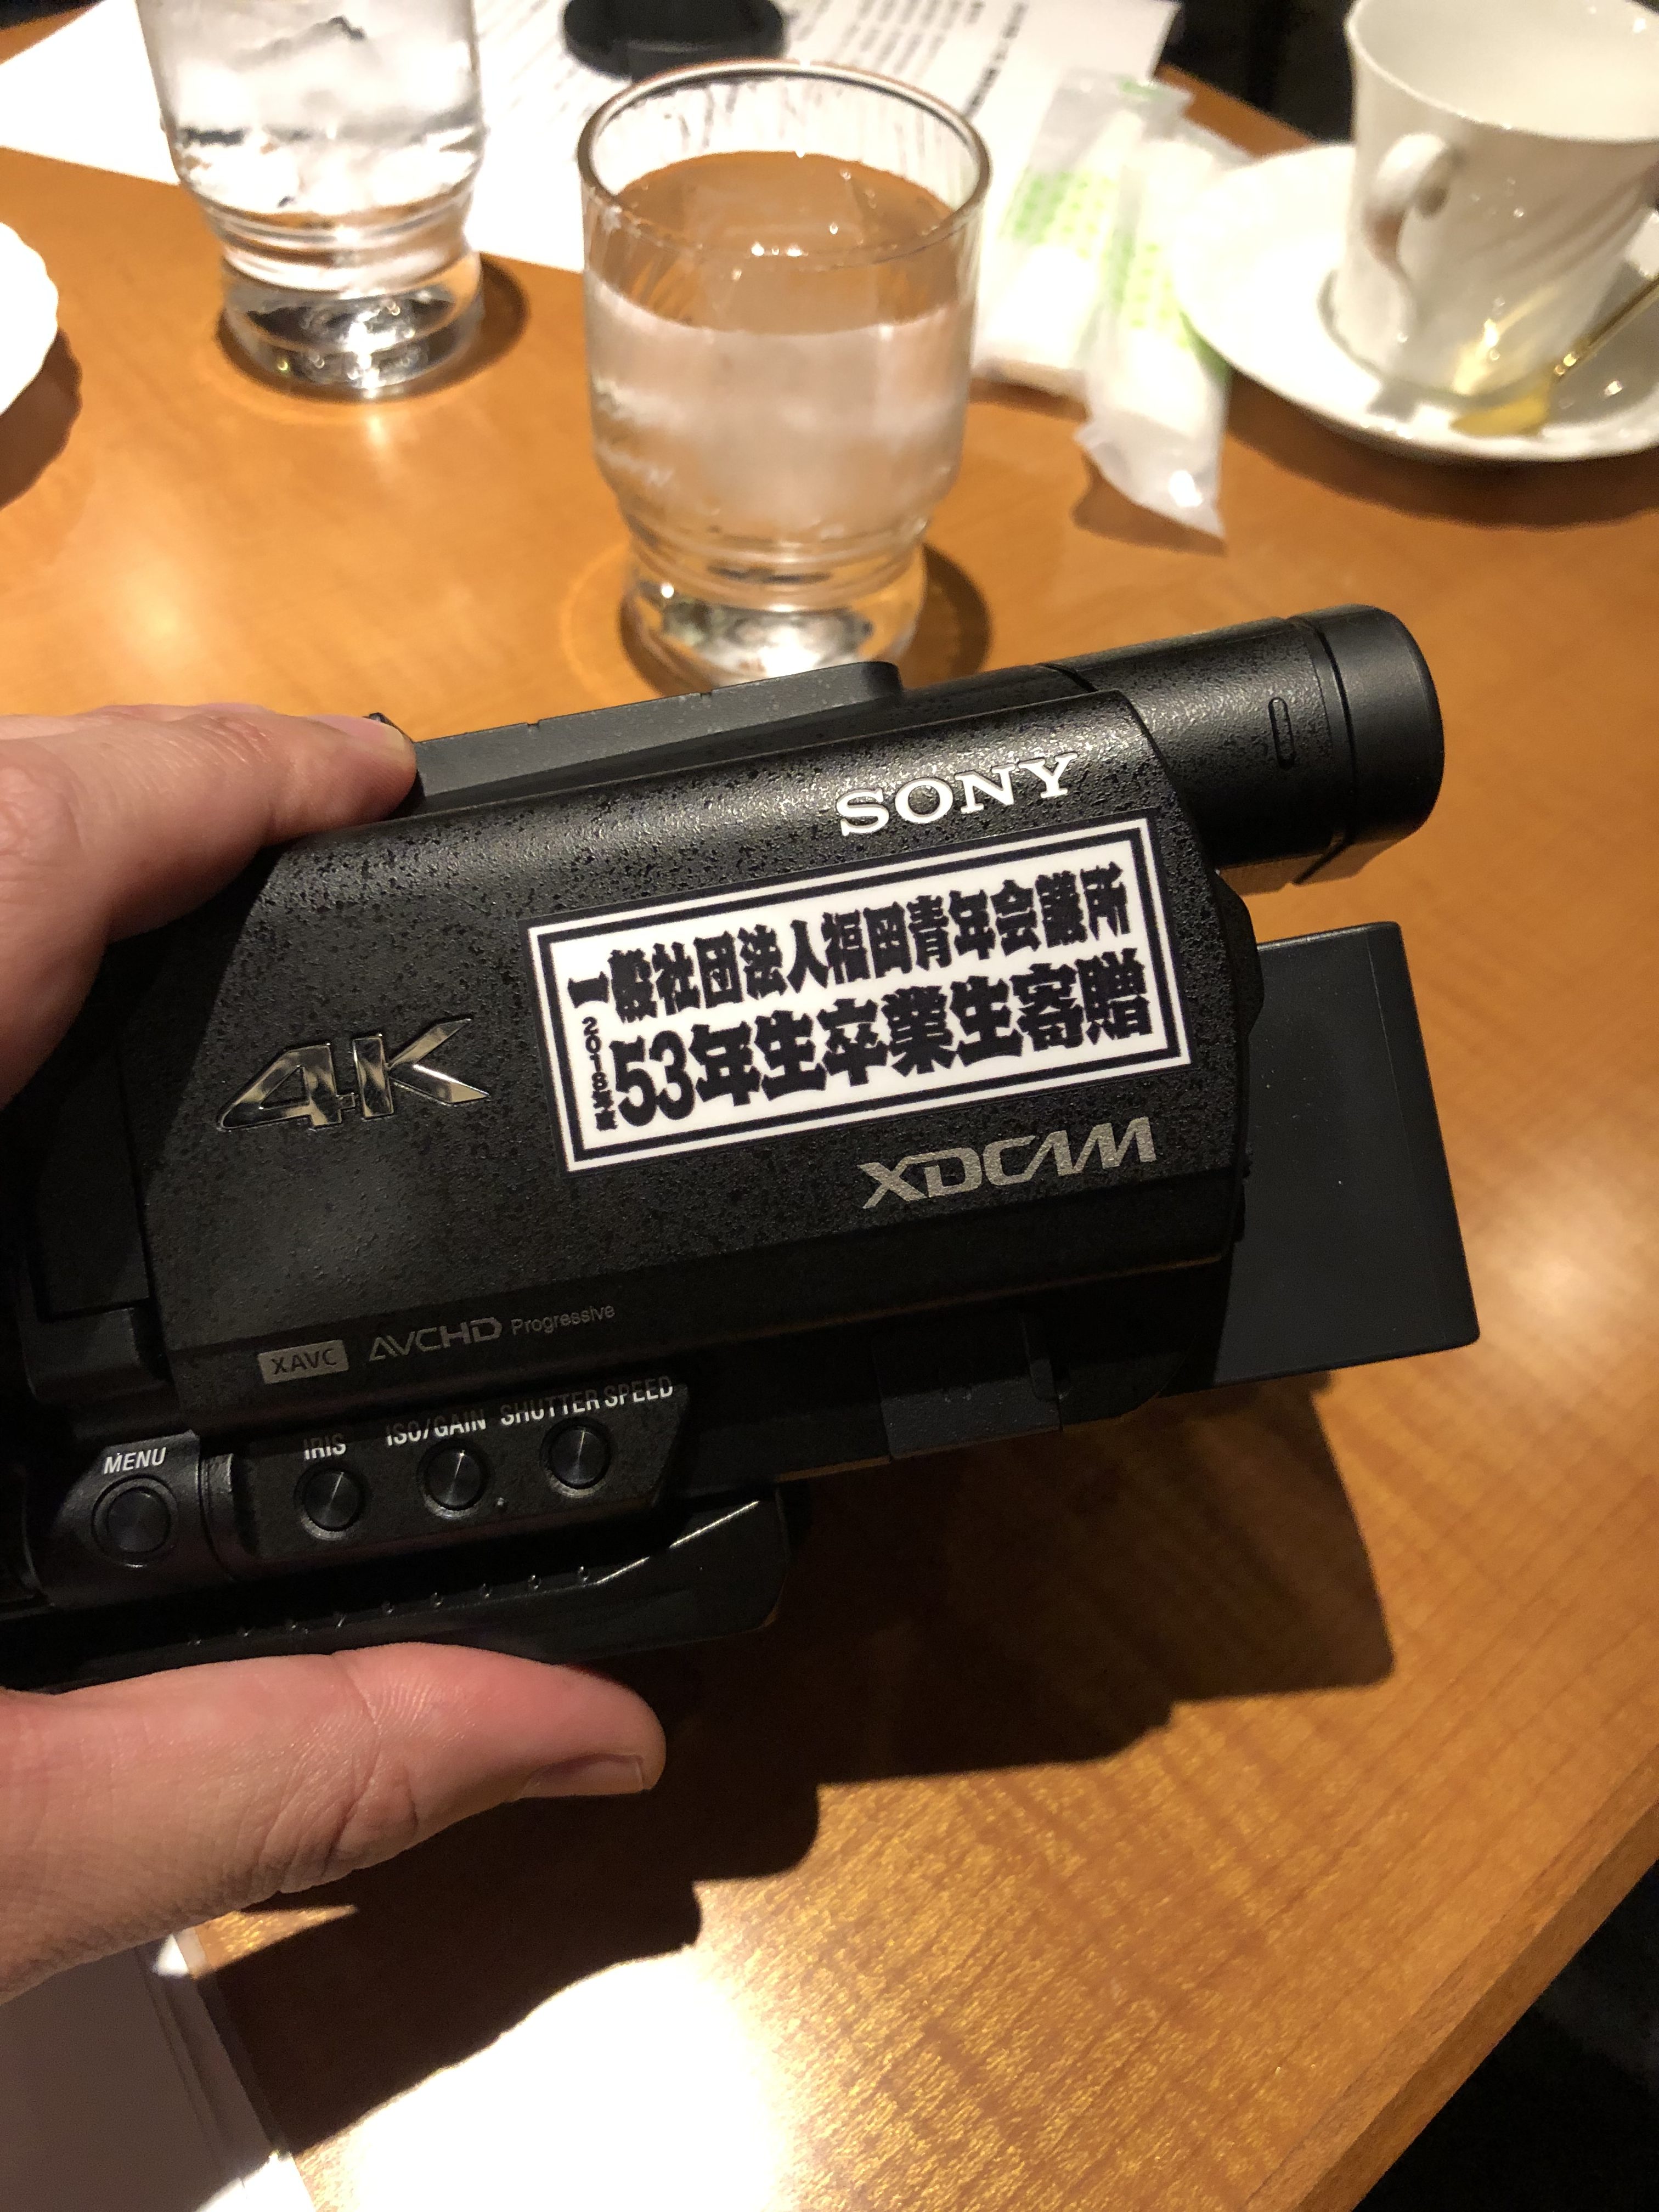 SONY
一般社団法人福岡青年会議所
2018年度
53年生卒業生寄贈
4K
XDCAM
XAVC AVCHD Progressive
MENU IRIS ISO/GAIN SHUTTER SPEED